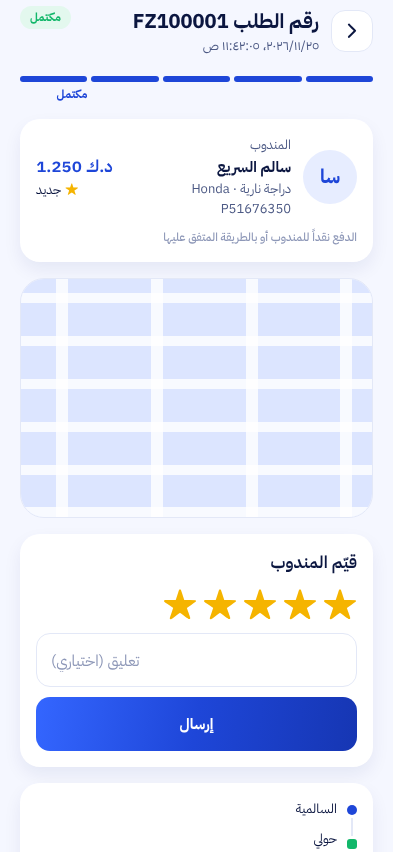 رقم الطلب FZ100001
٢٠٢٦/١١/٢٥، ١١:٤٢:٠٥ ص
مكتمل
مكتمل
المندوب
سا
سالم السريع
دراجة نارية · Honda
P51676350
د.ك 1.250
جديد
الدفع نقداً للمندوب أو بالطريقة المتفق عليها
قيّم المندوب
تعليق (اختياري)
إرسال
السالمية
حولي